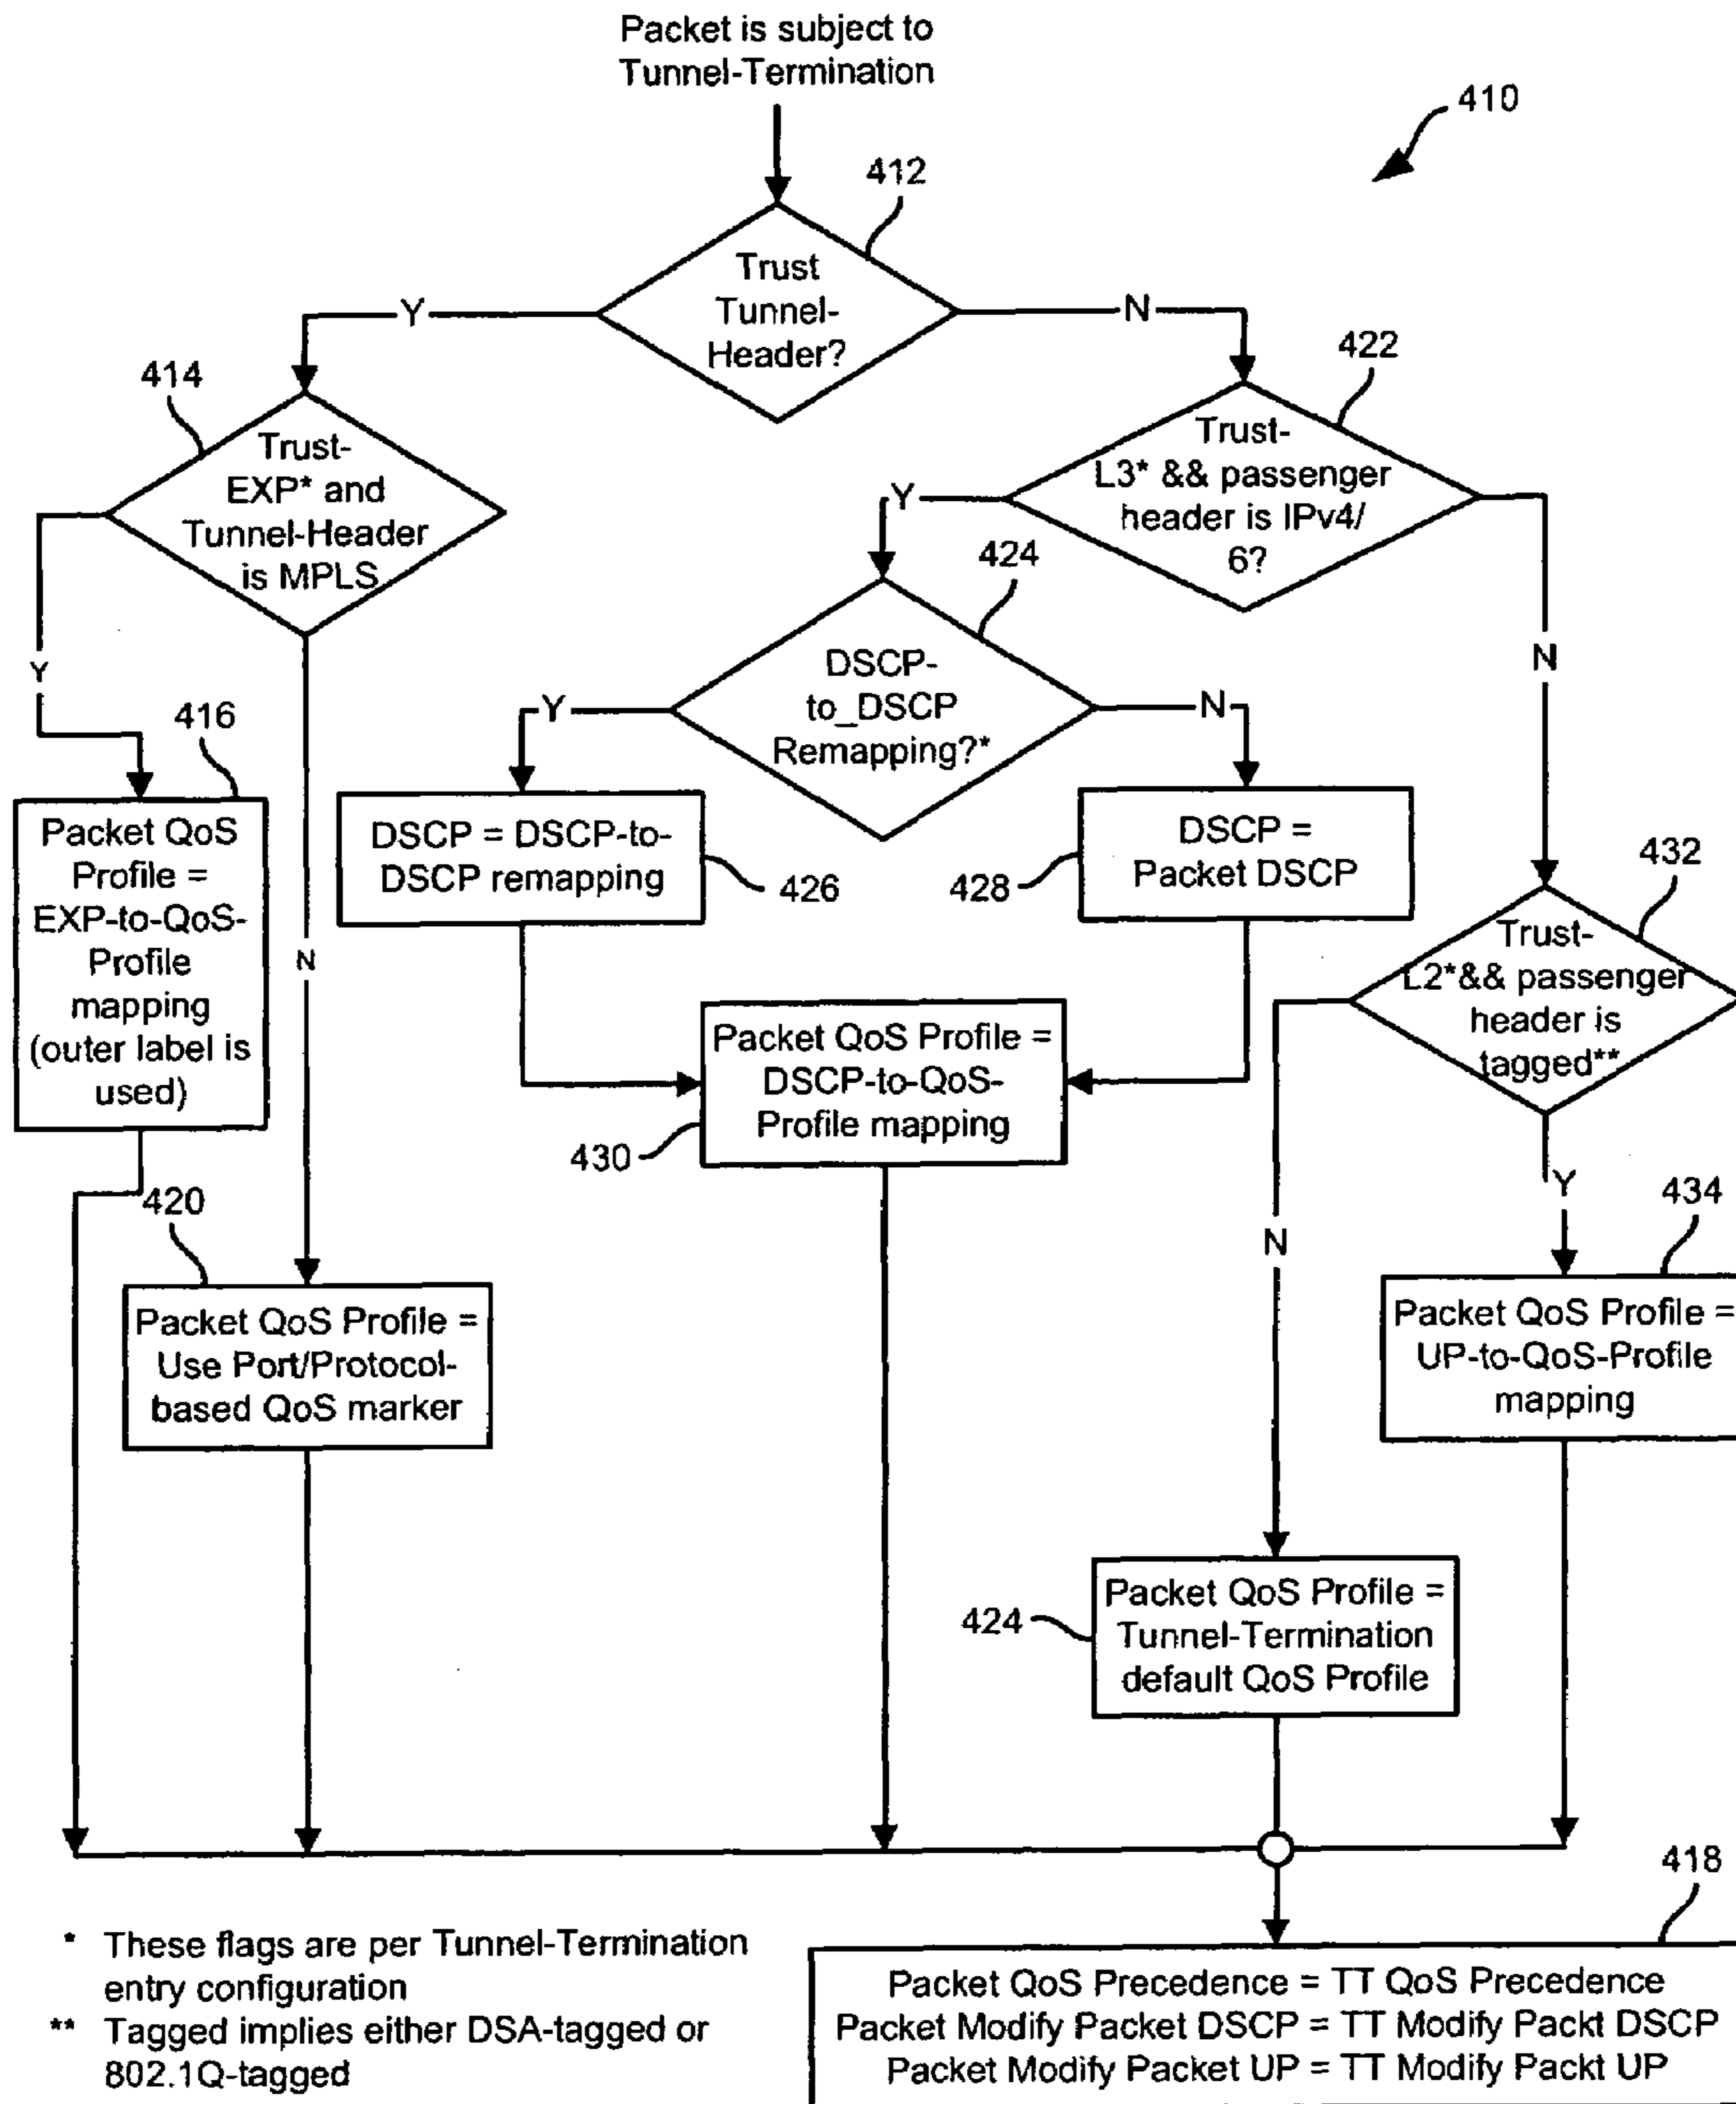 Packet is subject to
Tunnel-Termination
410
412
Trust
Tunnel-
Header?
Y
N
414
Trust-
EXP* and
Tunnel-Header
is MPLS
422
Trust-
L3* && passenger
header is IPv4/
6?
Y
N
424
DSCP-
to_DSCP
Remapping?*
Y
N
Y
N
416
Packet QoS
Profile =
EXP-to-QoS-
Profile
mapping
(outer label is
used)
DSCP = DSCP-to-
DSCP remapping
426
DSCP =
Packet DSCP
428
432
Trust-
L2*&& passenger
header is
tagged**
Packet QoS Profile =
DSCP-to-QoS-
Profile mapping
430
N
Y
420
Packet QoS Profile =
Use Port/Protocol-
based QoS marker
434
Packet QoS Profile =
UP-to-QoS-Profile
mapping
424
Packet QoS Profile =
Tunnel-Termination
default QoS Profile
418
Packet QoS Precedence = TT QoS Precedence
Packet Modify Packet DSCP = TT Modify Packt DSCP
Packet Modify Packet UP = TT Modify Packt UP
* These flags are per Tunnel-Termination
entry configuration
** Tagged implies either DSA-tagged or
802.1Q-tagged